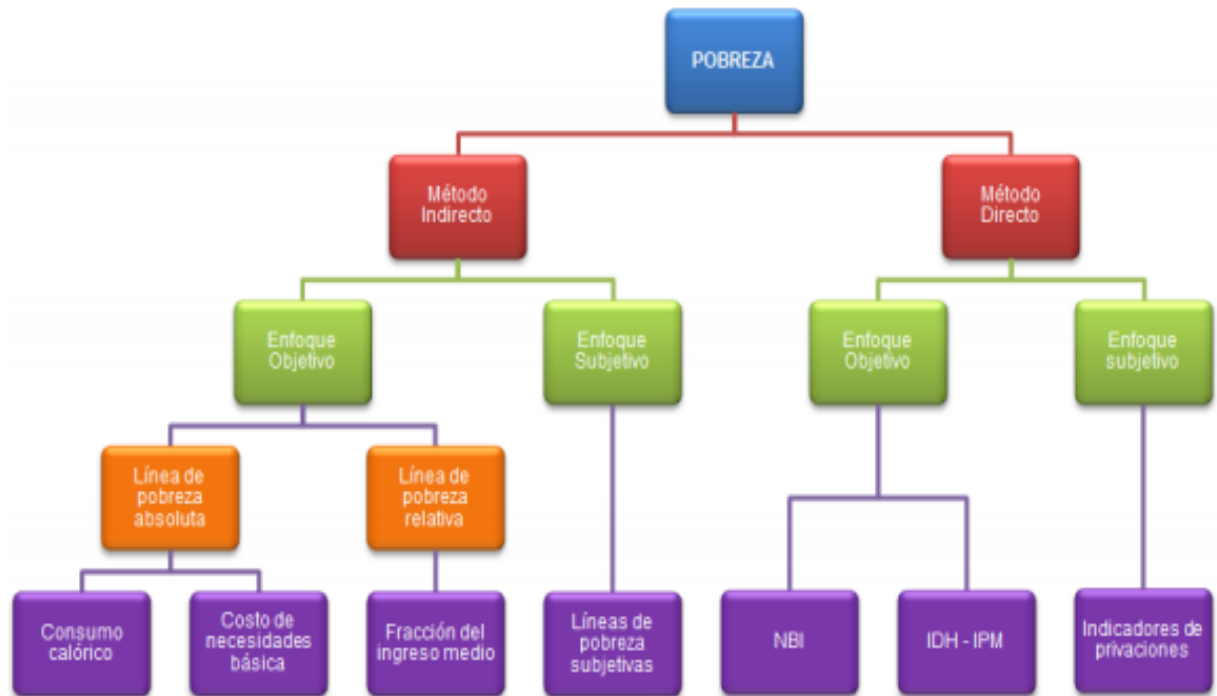 POBREZA
Método
Indirecto
Método
Directo
Enfoque
Objetivo
Enfoque
Subjetivo
Enfoque
Objetivo
Enfoque
subjetivo
Línea de
pobreza
absoluta
Línea de
pobreza
relativa
Consumo
calórico
Costo de
necesidades
básica
Fracción del
ingreso medio
Líneas de
pobreza
subjetivas
NBI
IDH - IPM
Indicadores de
privaciones